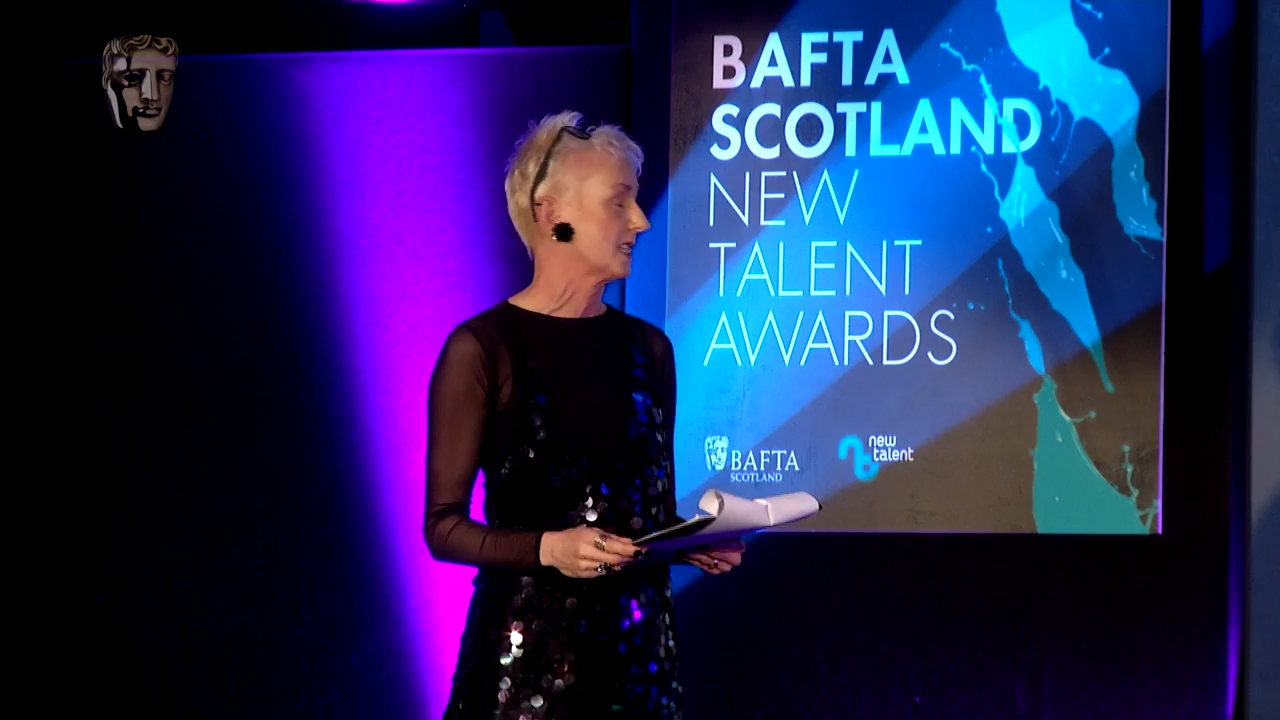 BAFTA
SCOTLAND
NEW
TALENT
AWARDS
BAFTA
SCOTLAND
new
talent